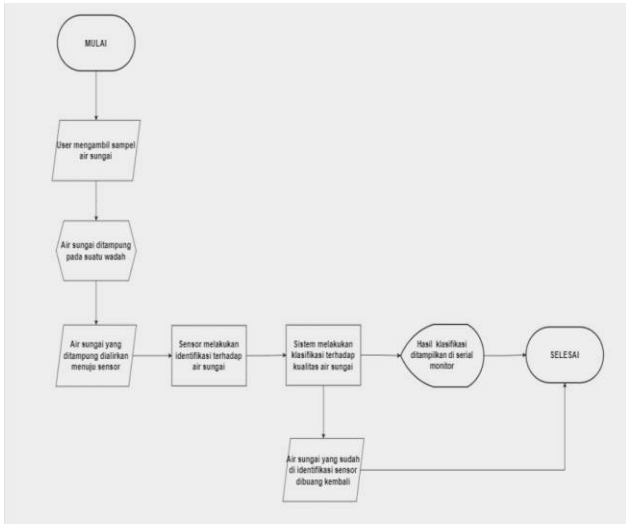 MULAI
User mengambil sampel
air sungai
Air sungai ditampung
pada suatu wadah
Air sungai yang
ditampung dialirkan
menuju sensor
Sensor melakukan
identifikasi terhadap
air sungai
Sistem melakukan
klasifikasi terhadap
kualitas air sungai
Hasil klasifikasi
ditampilkan di serial
monitor
SELESAI
Air sungai yang sudah
di identifikasi sensor
dibuang kembali